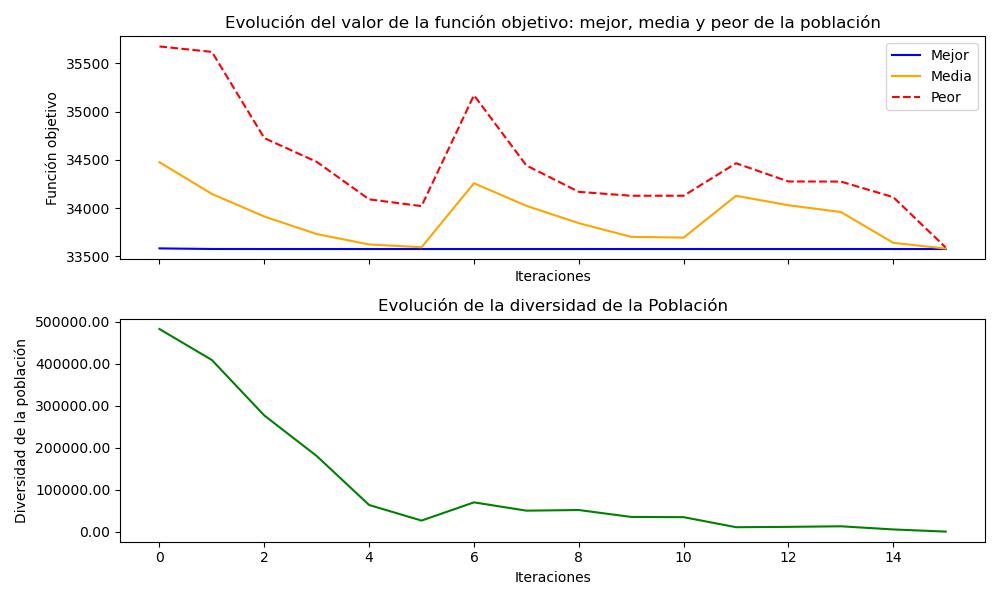 Evolución del valor de la función objetivo: mejor, media y peor de la población
Función objetivo
35500
35000
34500
34000
33500
Mejor
Media
Peor
Iteraciones
Evolución de la diversidad de la Población
Diversidad de la población
500000.00
400000.00
300000.00
200000.00
100000.00
0.00
0 2 4 6 8 10 12 14
Iteraciones